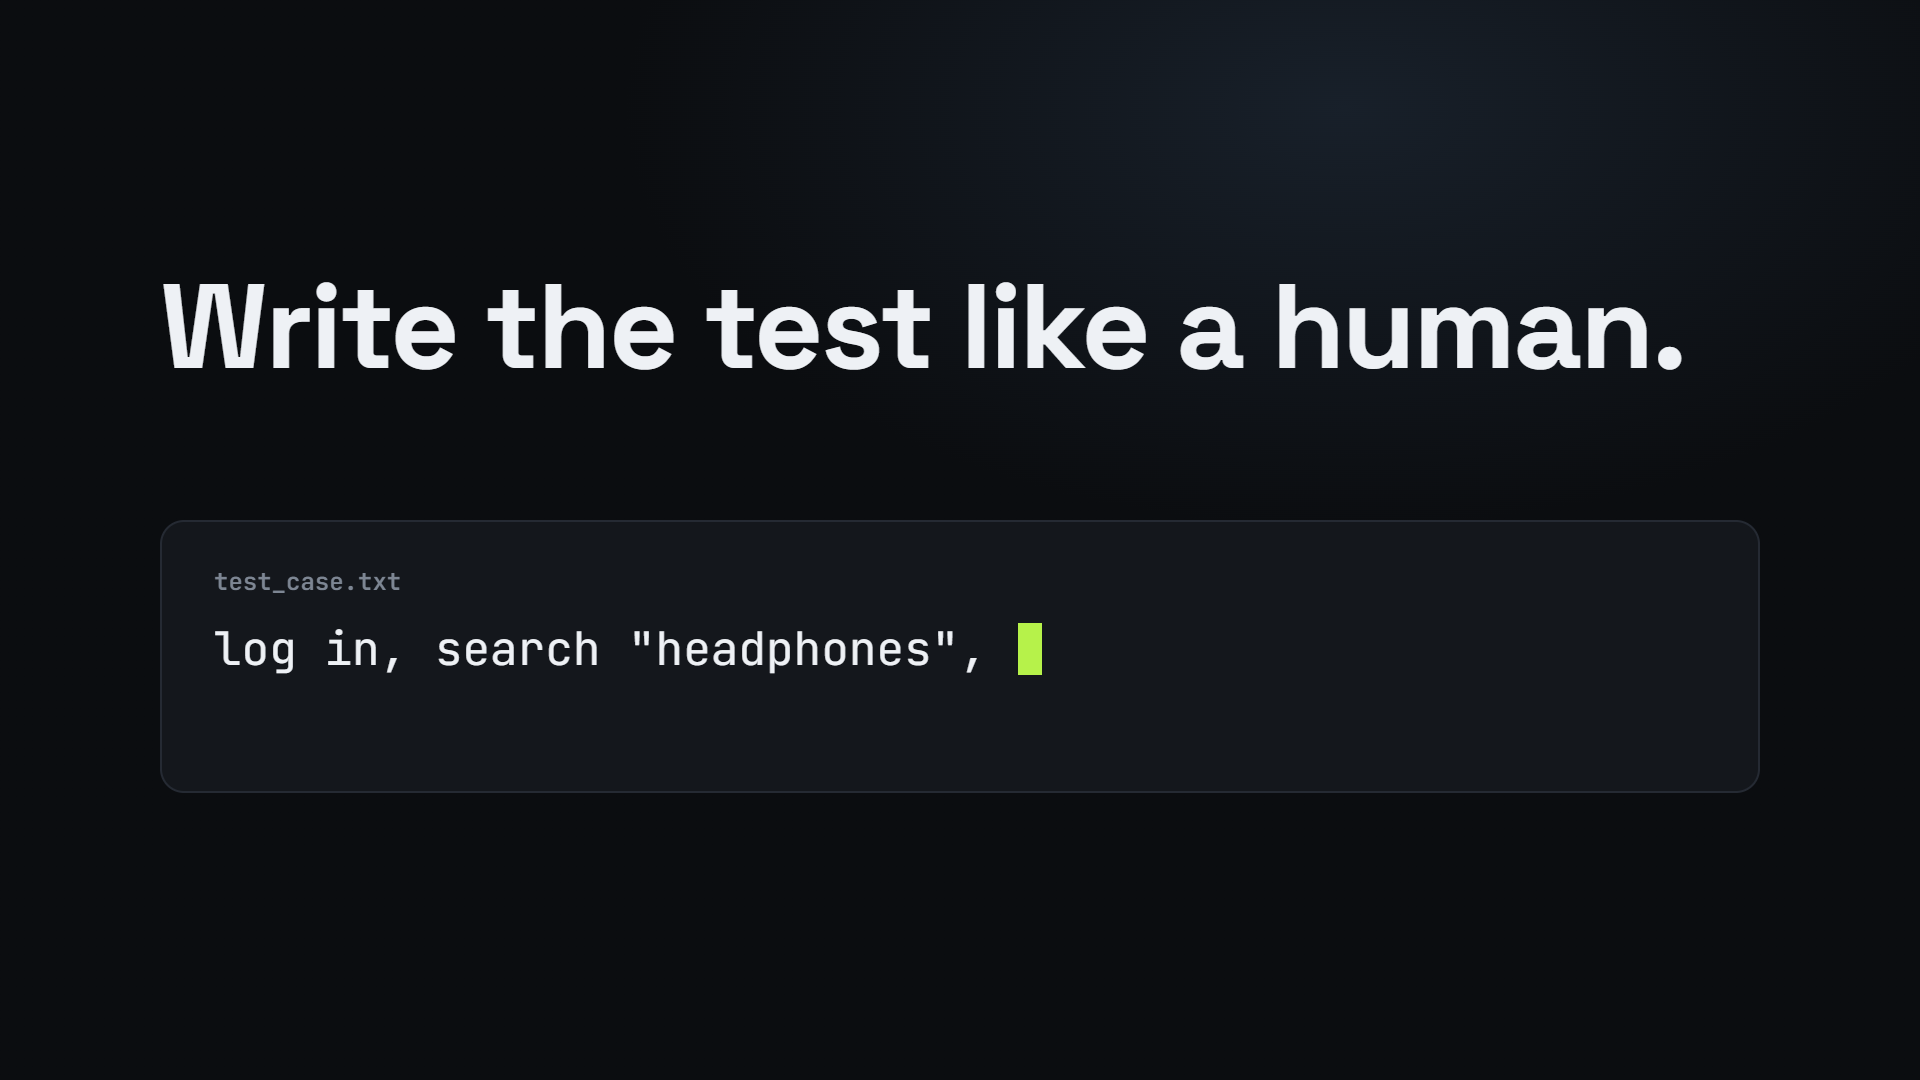 Write the test like a human.
test_case.txt
log in, search "headphones",